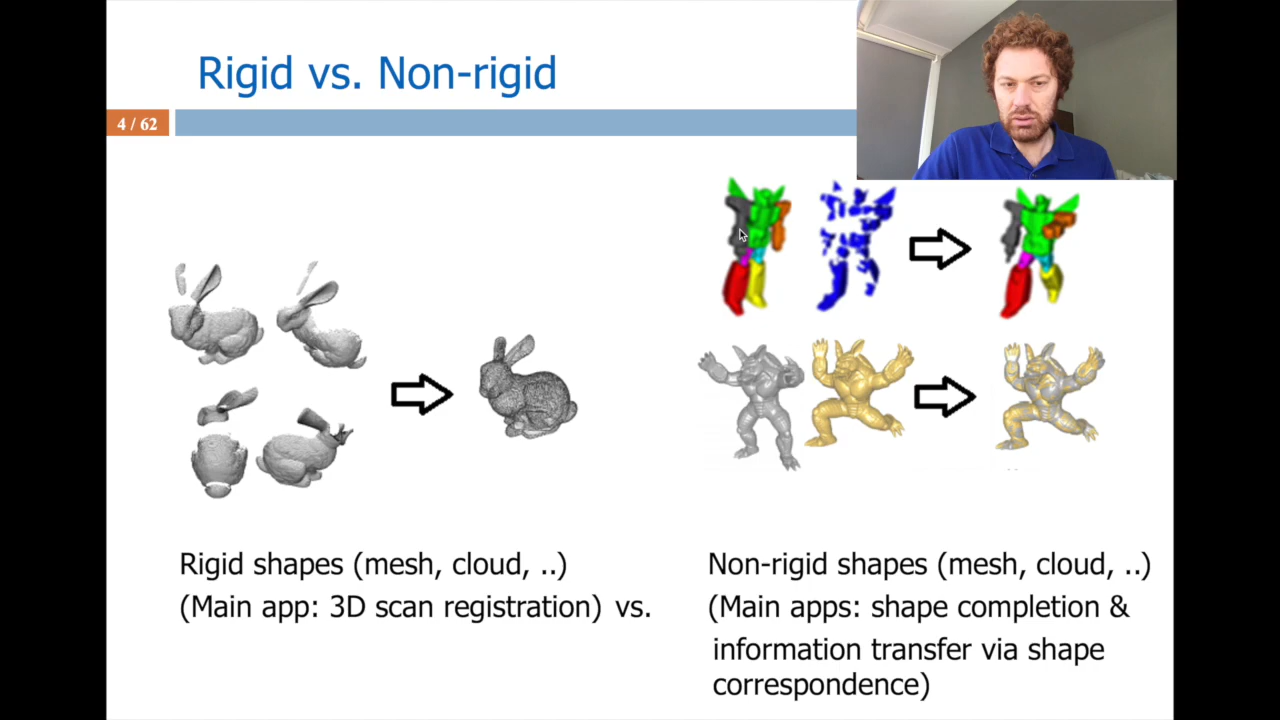 Rigid vs. Non-rigid
4 / 62
Rigid shapes (mesh, cloud, ..)
(Main app: 3D scan registration) vs.
Non-rigid shapes (mesh, cloud, ..)
(Main apps: shape completion &
information transfer via shape
correspondence)